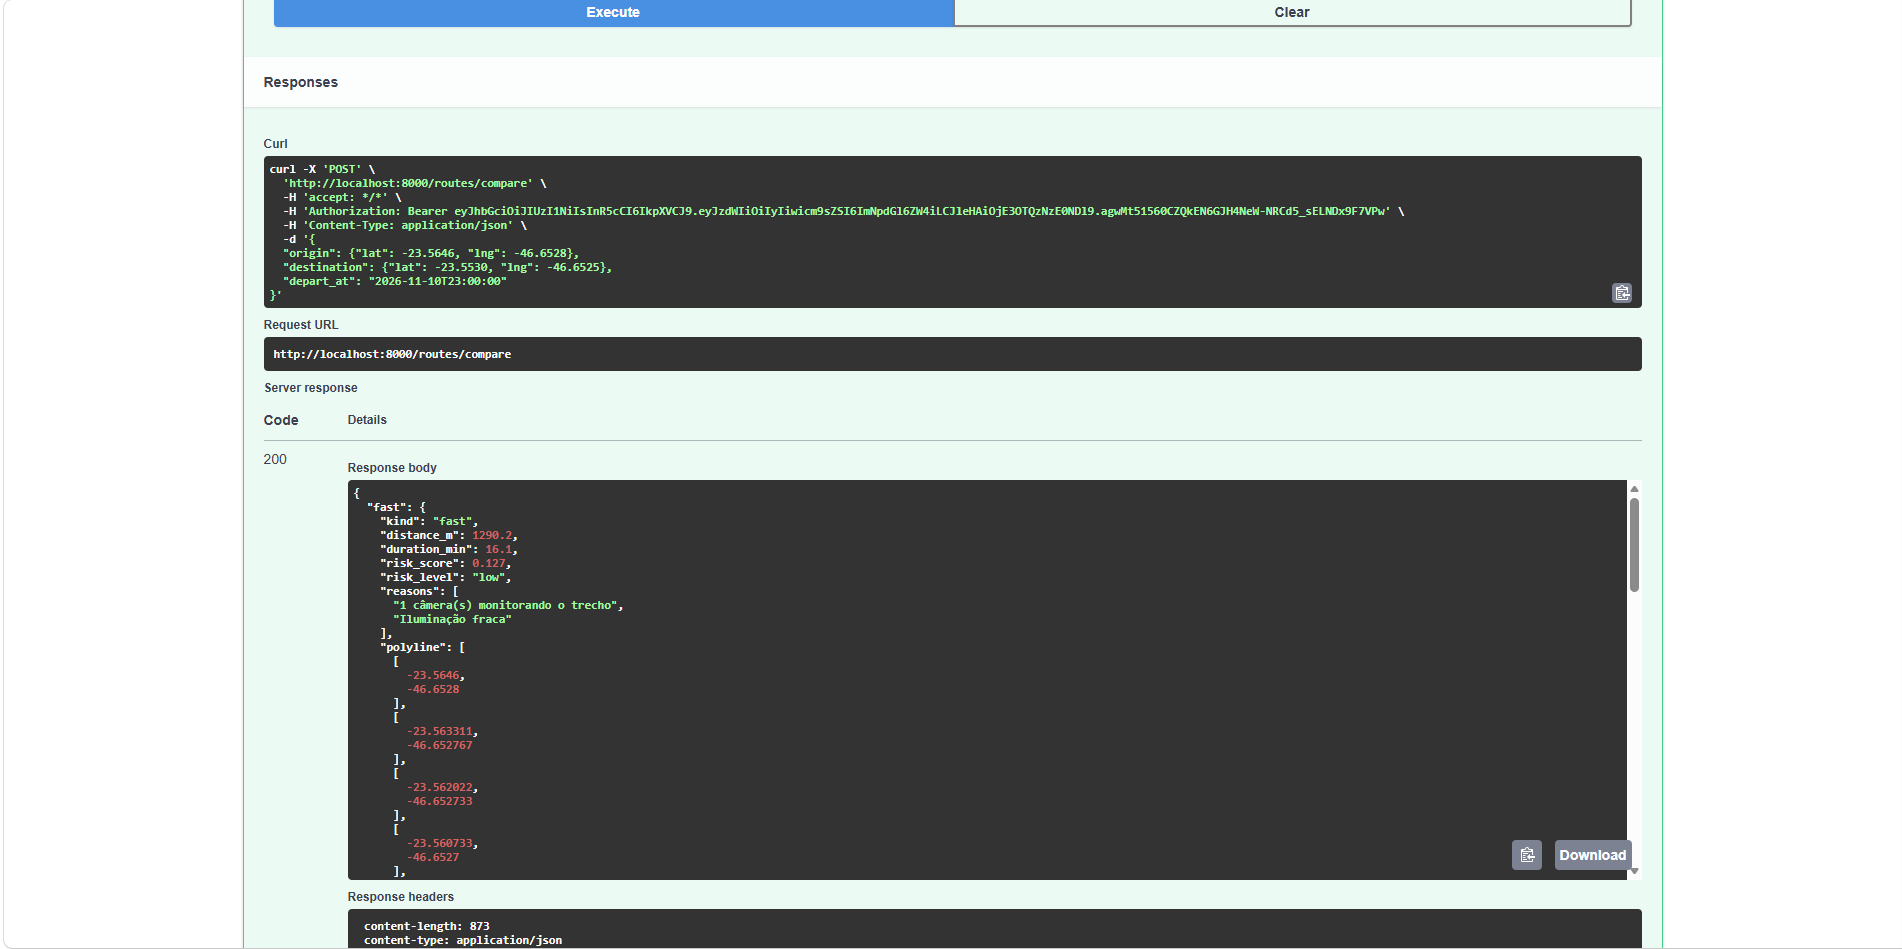 Execute
Clear
Responses
Curl
curl -X 'POST' \
'http://localhost:8000/routes/compare' \
-H 'accept: */*' \
-H 'Authorization: Bearer eyJhbGciOiJIUzI1NiIsInR5cCI6IkpXVCJ9.eyJzdWIiOiIyIiwicm9sZSI6ImNpdGl6ZW4iLCJleHAiOjE3OTQzNzE0NDl9.agwMt51560CZQkEN6GJH4NeW-NRCd5_sELNDx9F7VPw' \
-H 'Content-Type: application/json' \
-d '{
"origin": {"lat": -23.5646, "lng": -46.6528},
"destination": {"lat": -23.5530, "lng": -46.6525},
"depart_at": "2026-11-10T23:00:00"
}'
Request URL
http://localhost:8000/routes/compare
Server response
Code
Details
200
Response body
{
"fast": {
"kind": "fast",
"distance_m": 1290.2,
"duration_min": 16.1,
"risk_score": 0.127,
"risk_level": "low",
"reasons": [
"1 câmera(s) monitorando o trecho",
"Iluminação fraca"
],
"polyline": [
[
-23.5646,
-46.6528
],
[
-23.563311,
-46.652767
],
[
-23.562022,
-46.652733
],
[
-23.560733,
-46.6527
],
Download
Response headers
content-length: 873
content-type: application/json